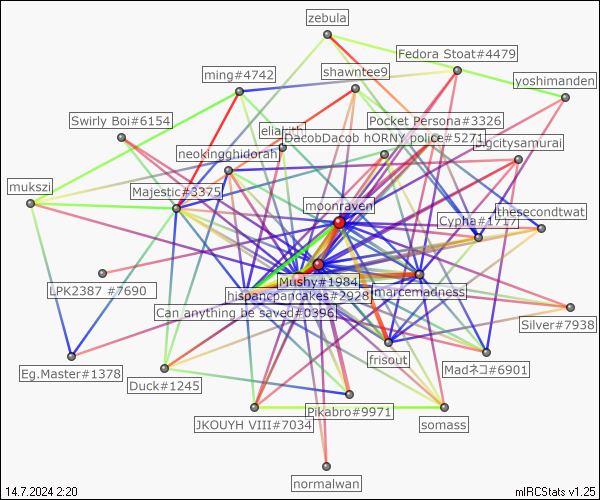 zebula
Fedora Stoat#4479
ming#4742
shawntee9
yoshimanden
Swirly Boi#6154
Pocket Persona#3326
DacobDacob hORNY police#5271
neokingghidorah
mukszi
Majestic#3375
moonraven
thesecondtwat
Cypha#1717
Mushy#1984
LPK2387 #7690
hispancpancakes#2928
marcemadness
Can anything be saved#0396
Silver#7938
frisout
Madネコ#6901
Eg.Master#1378
Duck#1245
Pikabro#9971
JKOUYH VIII#7034
somass
normalwan
14.7.2024 2:20
mIRCStats v1.25